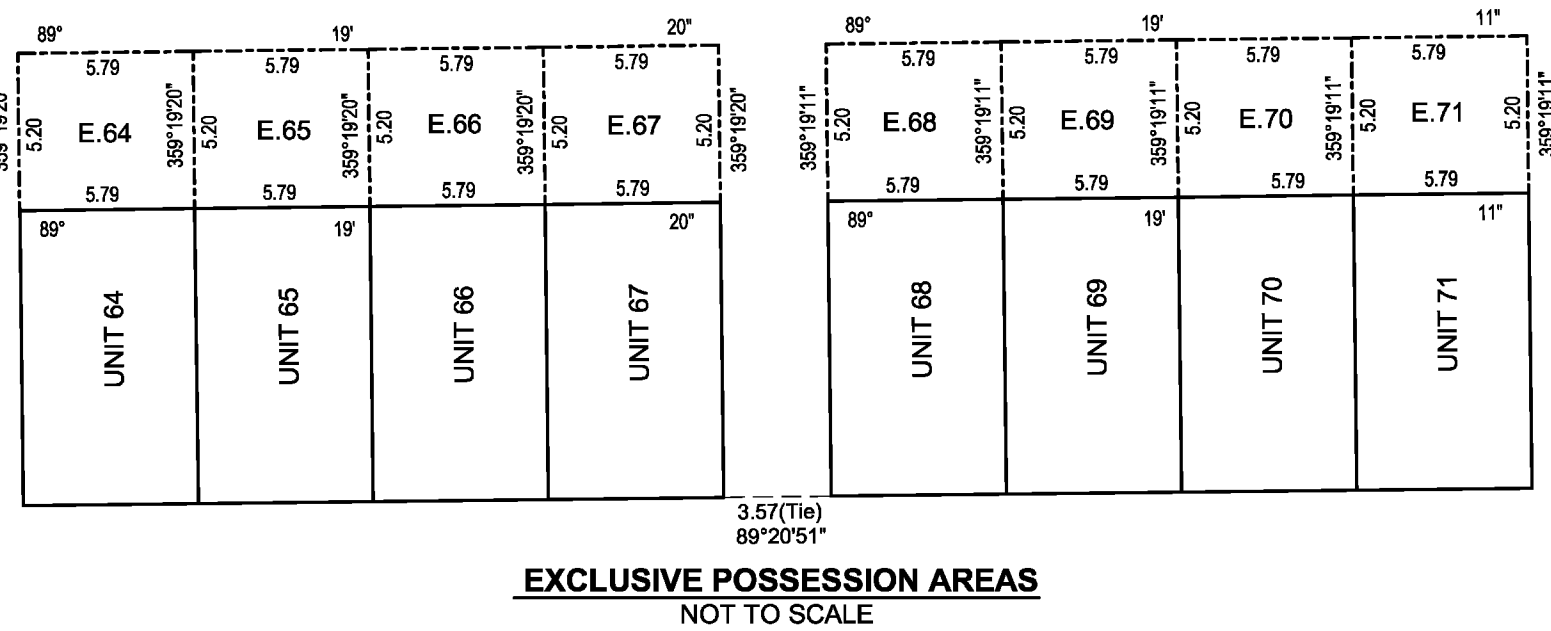 89° 19' 20" 89° 19' 11"
5.79 5.79 5.79 5.79 5.79 5.79 5.79 5.79
5.20 E.64 359°19'20" 5.20 E.65 359°19'20" 5.20 E.66 359°19'20" 5.20 E.67 5.20 359°19'20" 359°19'11" 5.20 E.68 359°19'11" 5.20 E.69 359°19'11" 5.20 E.70 359°19'11" 5.20 E.71 5.20 359°19'11"
5.79 5.79 5.79 5.79 5.79 5.79 5.79 5.79
89° 19' 20" 89° 19' 11"
UNIT 64 UNIT 65 UNIT 66 UNIT 67 UNIT 68 UNIT 69 UNIT 70 UNIT 71
3.57(Tie)
89°20'51"
EXCLUSIVE POSSESSION AREAS
NOT TO SCALE